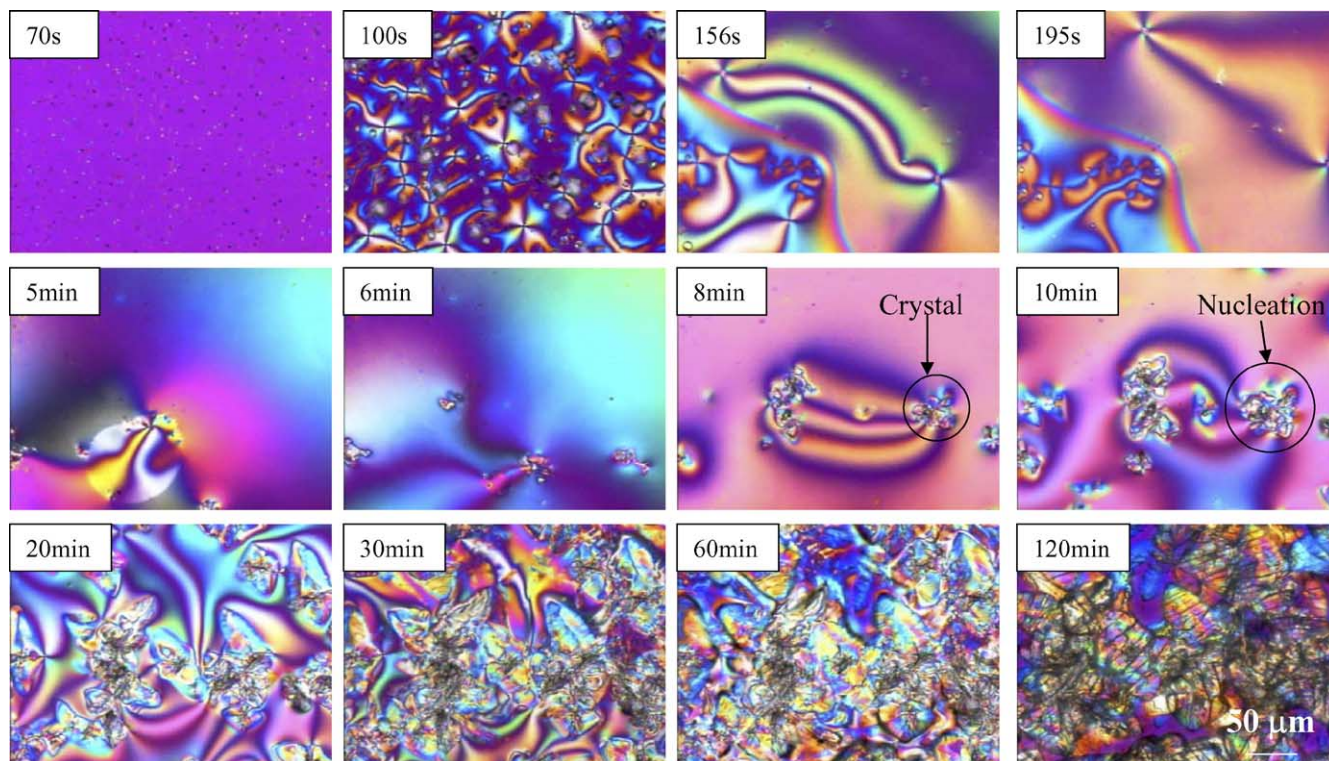 70s
100s
156s
195s
5min
6min
8min
Crystal
10min
Nucleation
20min
30min
60min
120min
50 μm